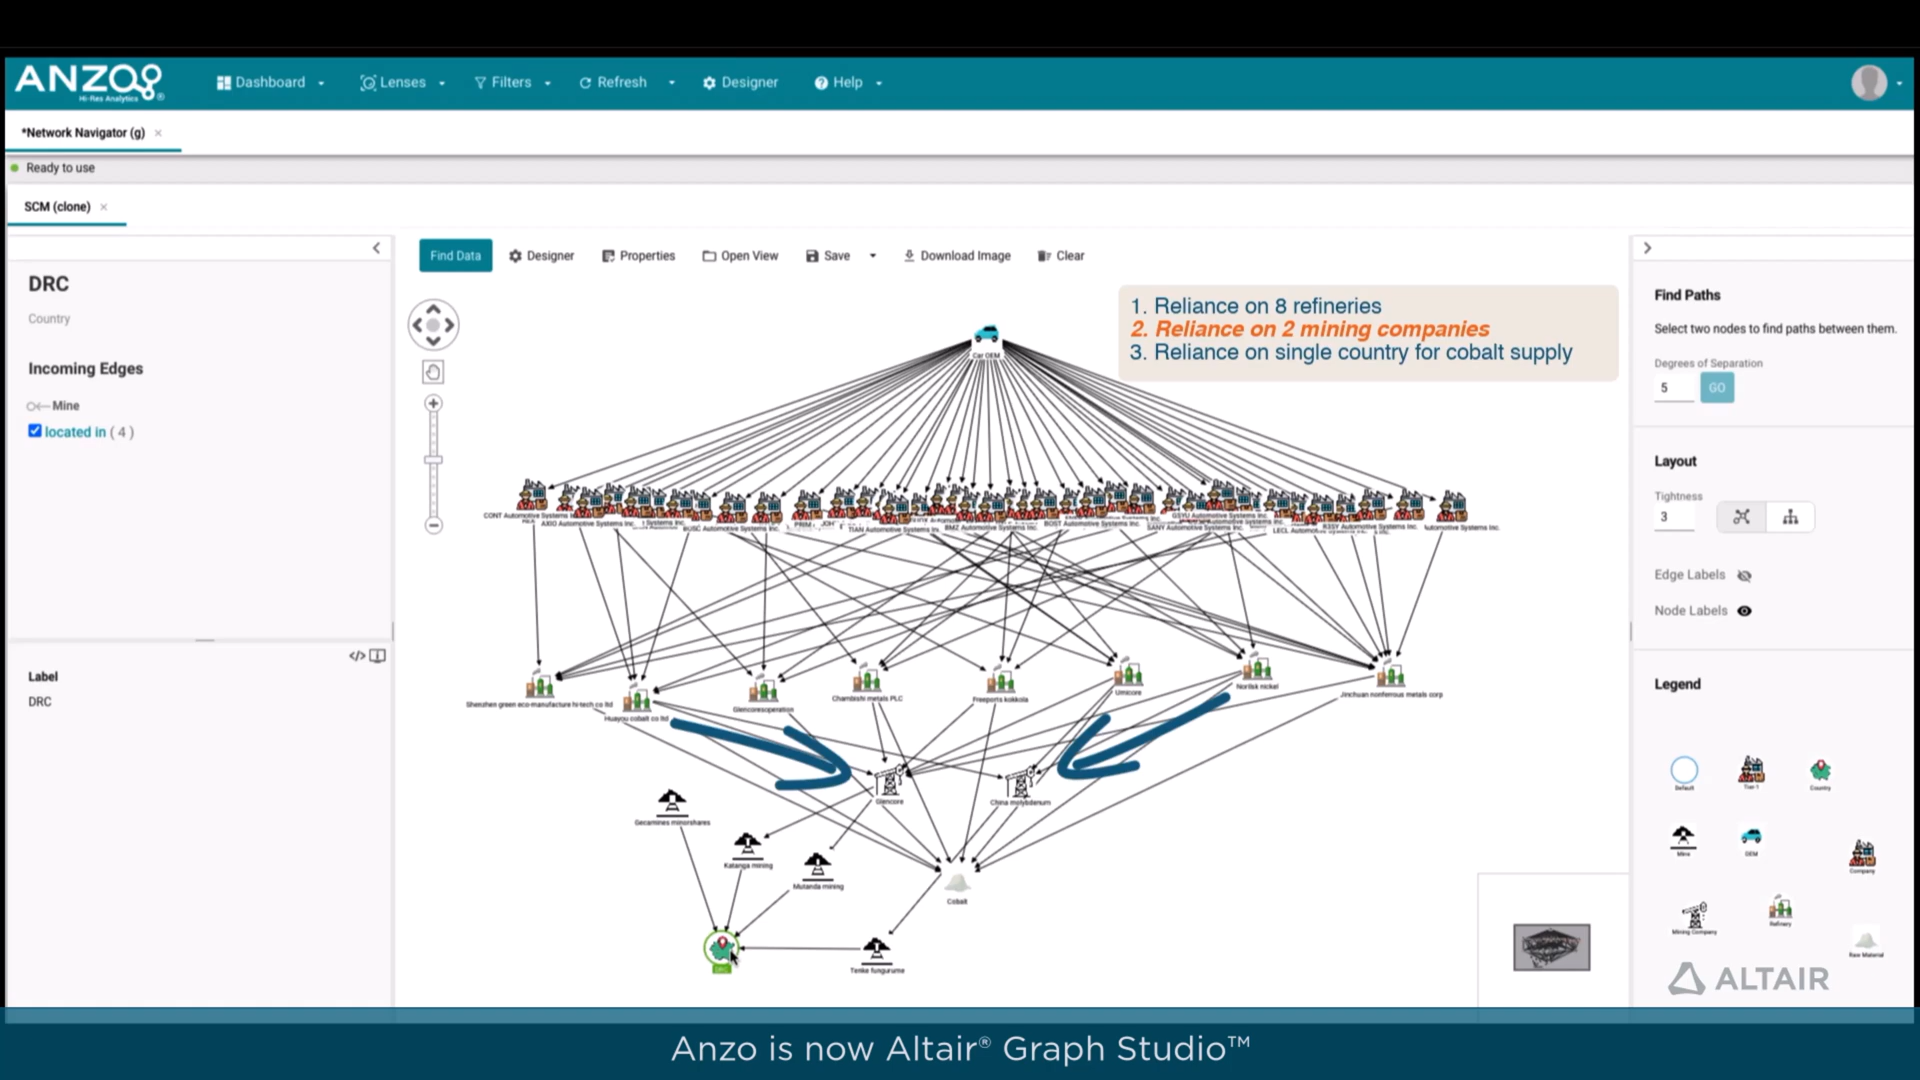 ANZO
Hi-Res Analytics
Dashboard
Lenses
Filters
Refresh
Designer
Help
*Network Navigator (g)
Ready to use
SCM (clone)
DRC
Country
Incoming Edges
Mine
located in ( 4 )
Label
DRC
Find Data
Designer
Properties
Open View
Save
Download Image
Clear
1. Reliance on 8 refineries
2. Reliance on 2 mining companies
3. Reliance on single country for cobalt supply
Car OEM
CONT Automotive Systems
AXIO Automotive Systems Inc.
Systems Inc.
Automotive Systems Inc.
TIAN Automotive Systems In
BMZ Automotive Systems Inc.
BOST Automotive Systems Inc.
SANY Automotive Systems Inc.
GSYU Automotive Systems Inc.
LECL Automotive Systems Inc.
KSSY Automotive Systems Inc.
Automotive Systems Inc.
Shenzhen green eco-manufacture hi-tech co ltd
Huayou cobalt co ltd
Glencoresoperation
Chambishi metals PLC
Freeports kokkola
Umicore
Norilsk nickel
Jinchuan nonferrous metals corp
Glencore
China molybdenum
Gecamines minorshares
Katanga mining
Mutanda mining
Cobalt
DRC
Tenke fungurume
Find Paths
Select two nodes to find paths between them.
Degrees of Separation
5
GO
Layout
Tightness
3
Edge Labels
Node Labels
Legend
Default
Tier 1
Country
Mine
OEM
Company
Mining Company
Refinery
Raw Material
ALTAIR
Anzo is now Altair® Graph Studio™